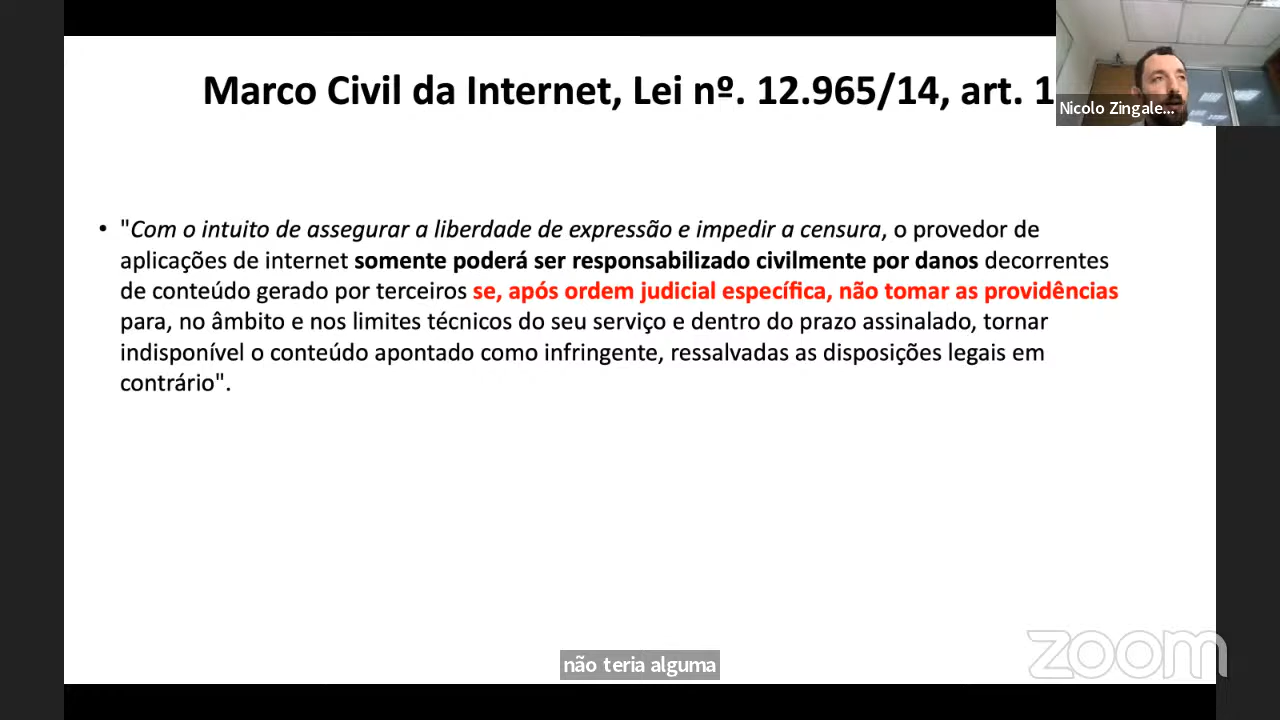 Marco Civil da Internet, Lei nº. 12.965/14, art. 1
Nicolo Zingale...
• "Com o intuito de assegurar a liberdade de expressão e impedir a censura, o provedor de
aplicações de internet somente poderá ser responsabilizado civilmente por danos decorrentes
de conteúdo gerado por terceiros se, após ordem judicial específica, não tomar as providências
para, no âmbito e nos limites técnicos do seu serviço e dentro do prazo assinalado, tornar
indisponível o conteúdo apontado como infringente, ressalvadas as disposições legais em
contrário".
não teria alguma
zoom